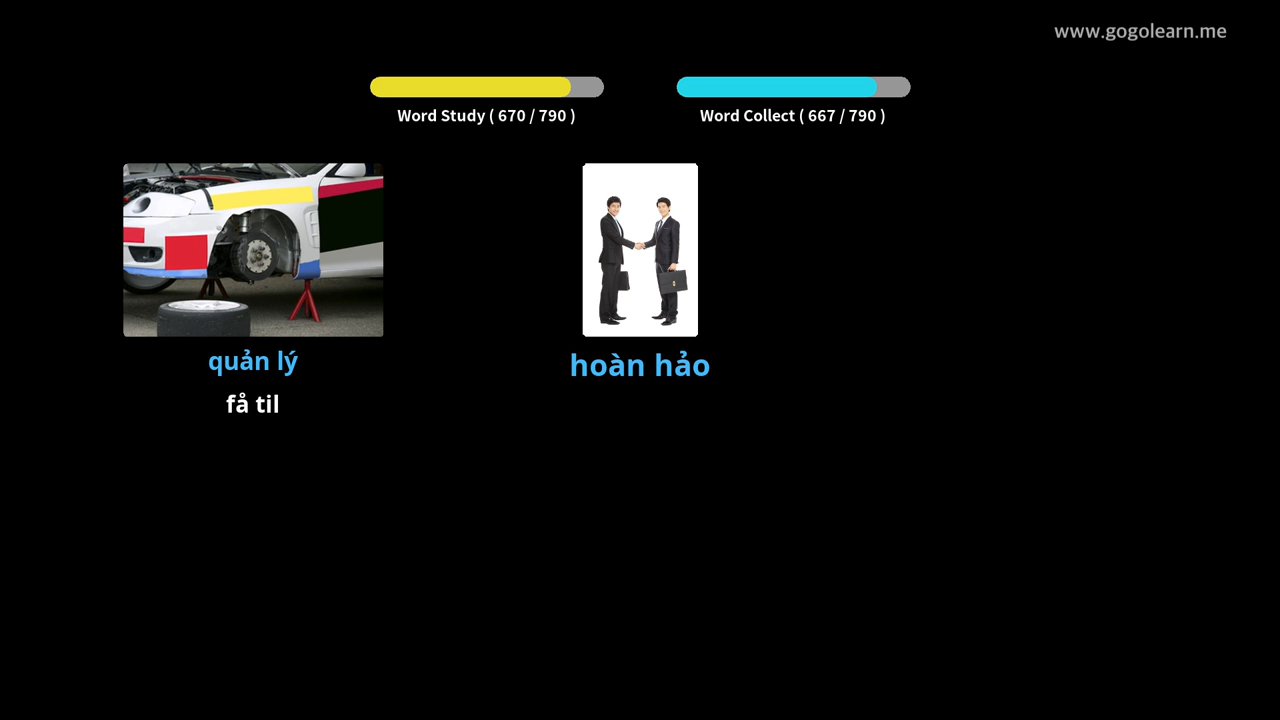 www.gogolearn.me
Word Study ( 670 / 790 )
Word Collect ( 667 / 790 )
quản lý
få til
hoàn hảo